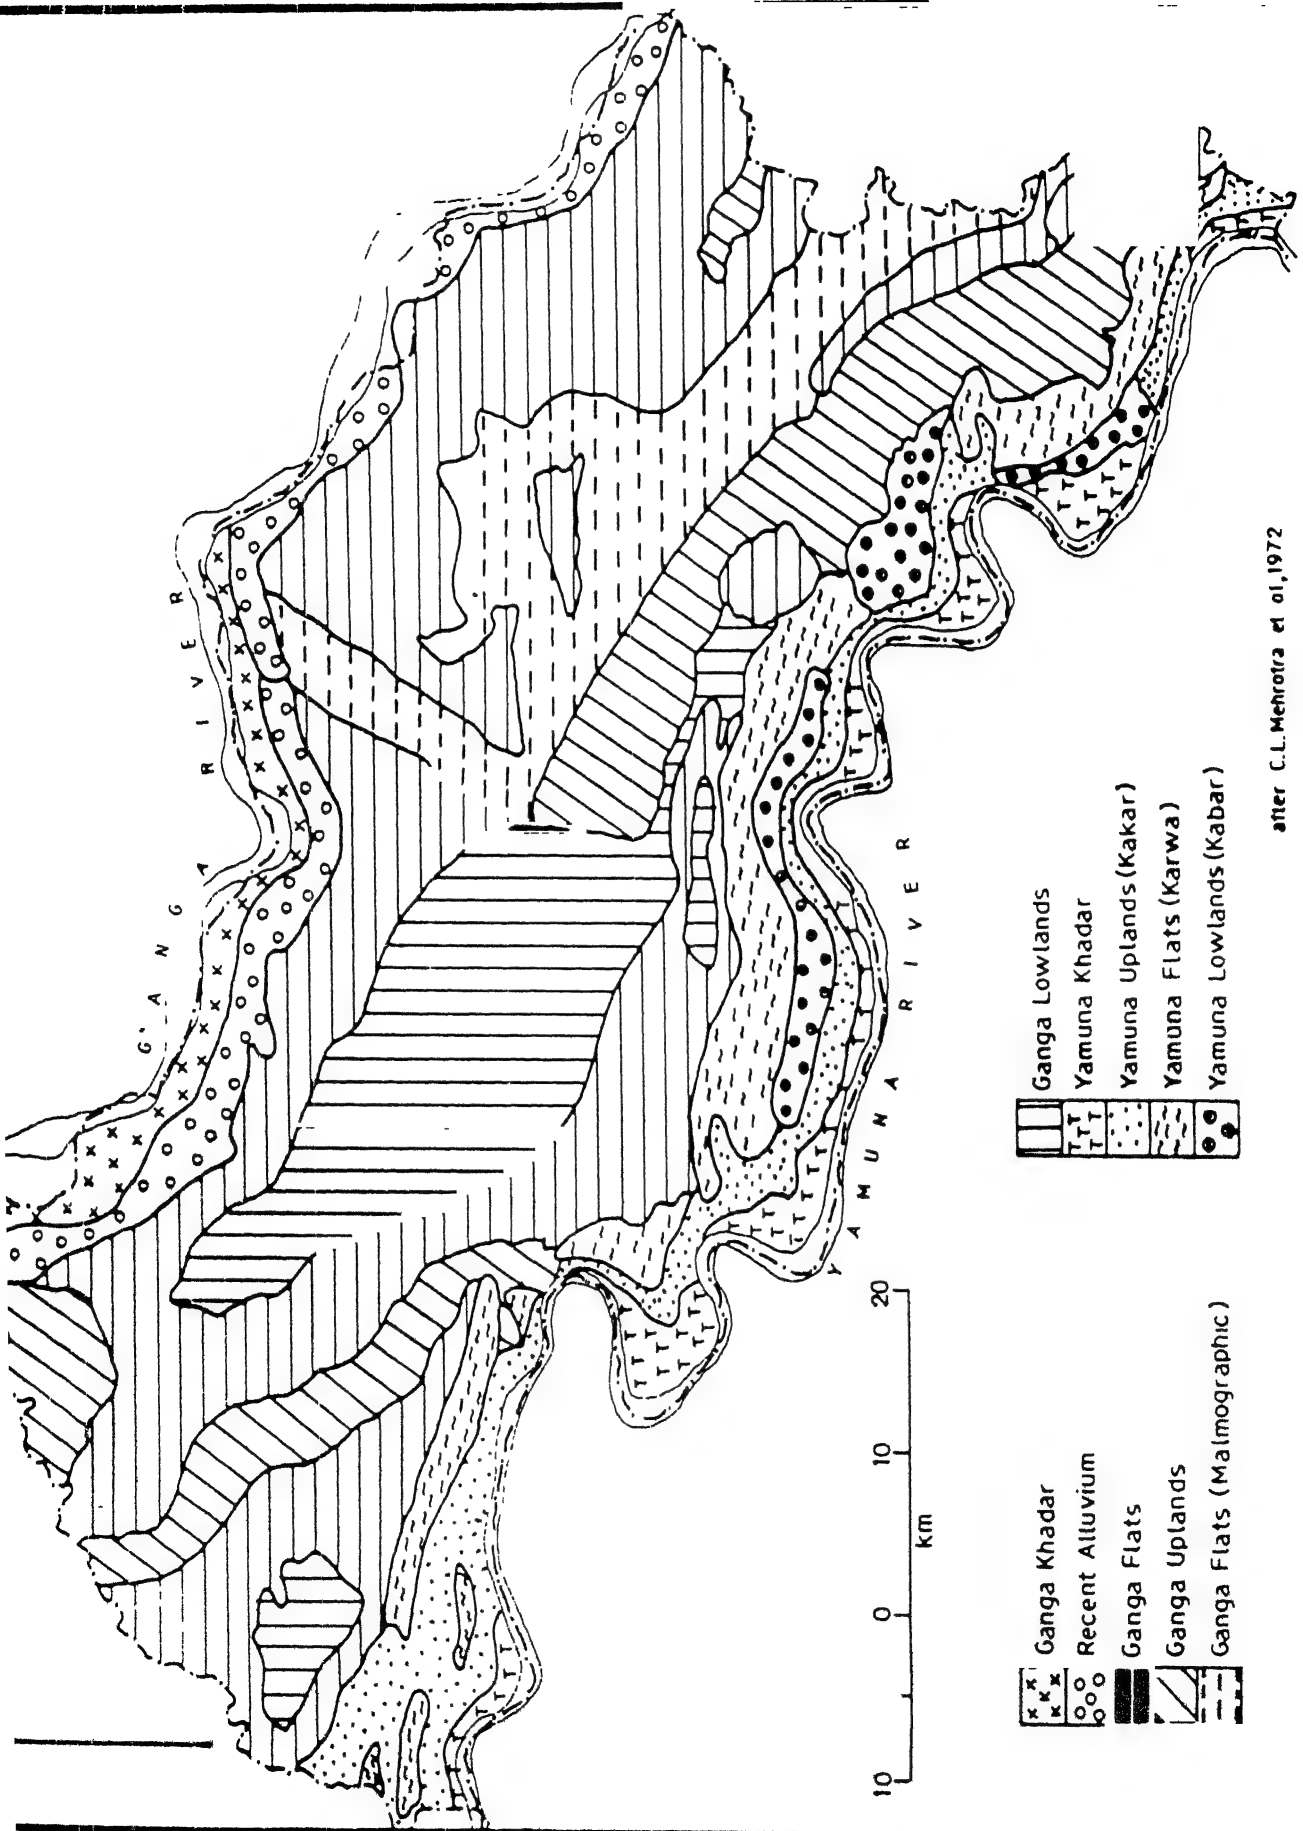 GANGA RIVER
YAMUNA RIVER
10 0 10 20
km
Ganga Khadar
Recent Alluvium
Ganga Flats
Ganga Uplands
Ganga Flats (Malmographic)
Ganga Lowlands
Yamuna Khadar
Yamuna Uplands (Kakar)
Yamuna Flats (Karwa)
Yamuna Lowlands (Kabar)
after C.L. Mehrotra et al, 1972